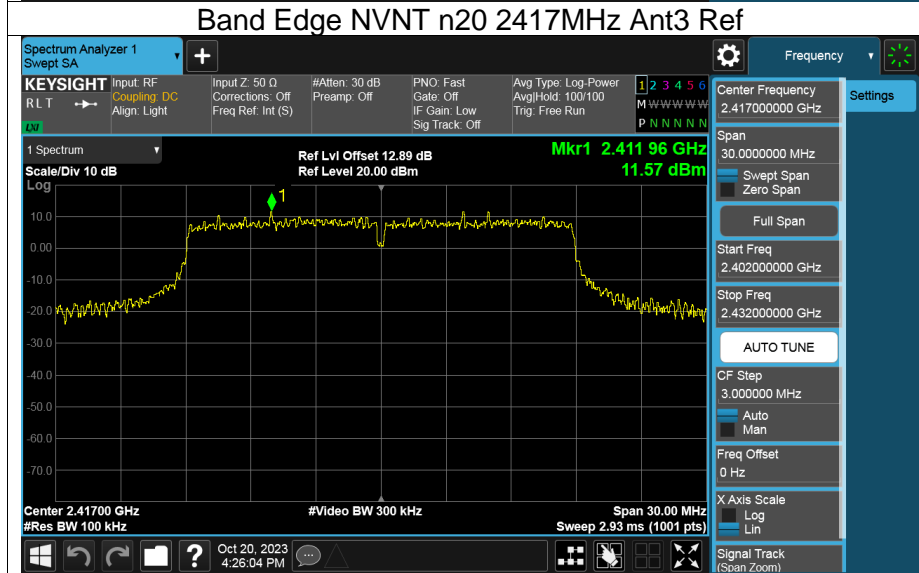 Band Edge NVNT n20 2417MHz Ant3 Ref
Spectrum Analyzer 1
Swept SA
+
Frequency
KEYSIGHT
RLT
LXI
Input: RF
Coupling: DC
Align: Light
Input Z: 50 Ω
Corrections: Off
Freq Ref: Int (S)
#Atten: 30 dB
Preamp: Off
PNO: Fast
Gate: Off
IF Gain: Low
Sig Track: Off
Avg Type: Log-Power
Avg|Hold: 100/100
Trig: Free Run
1 2 3 4 5 6
M W W W W W
P N N N N N
1 Spectrum
Scale/Div 10 dB
Log
Ref Lvl Offset 12.89 dB
Ref Level 20.00 dBm
Mkr1 2.411 96 GHz
11.57 dBm
1
10.0
0.00
-10.0
-20.0
-30.0
-40.0
-50.0
-60.0
-70.0
Center 2.41700 GHz
#Res BW 100 kHz
#Video BW 300 kHz
Span 30.00 MHz
Sweep 2.93 ms (1001 pts)
Center Frequency
2.417000000 GHz
Settings
Span
30.0000000 MHz
Swept Span
Zero Span
Full Span
Start Freq
2.402000000 GHz
Stop Freq
2.432000000 GHz
AUTO TUNE
CF Step
3.000000 MHz
Auto
Man
Freq Offset
0 Hz
X Axis Scale
Log
Lin
Signal Track
(Span Zoom)
?
Oct 20, 2023
4:26:04 PM